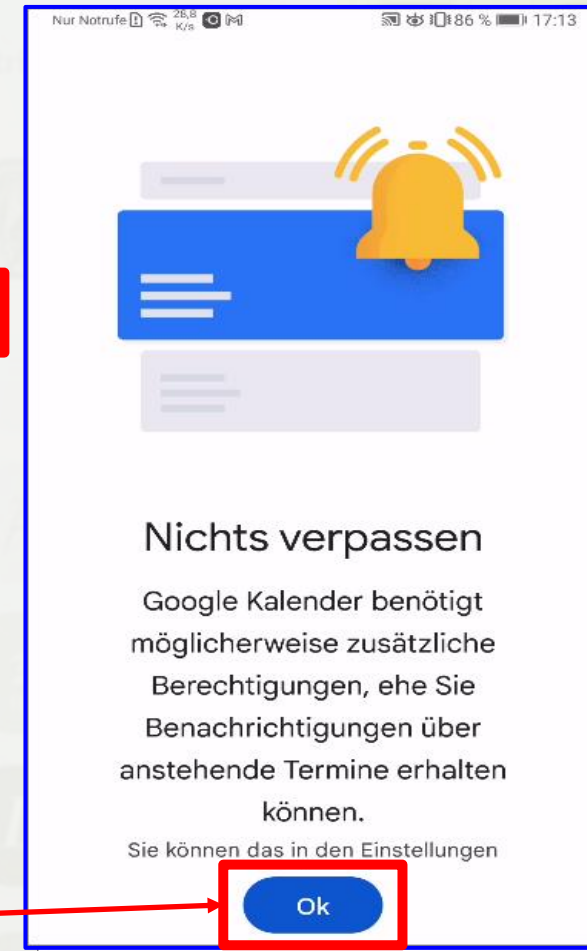 Nur Notrufe 28,8 K/s 86 % 17:13
Nichts verpassen
Google Kalender benötigt
möglicherweise zusätzliche
Berechtigungen, ehe Sie
Benachrichtigungen über
anstehende Termine erhalten
können.
Sie können das in den Einstellungen
Ok